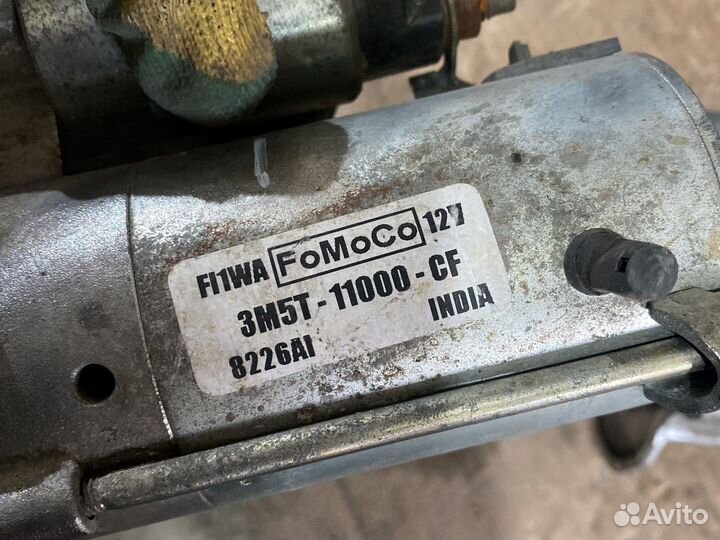 FI1WA FoMoCo 12V
3M5T-11000-CF
8226AI INDIA
Avito